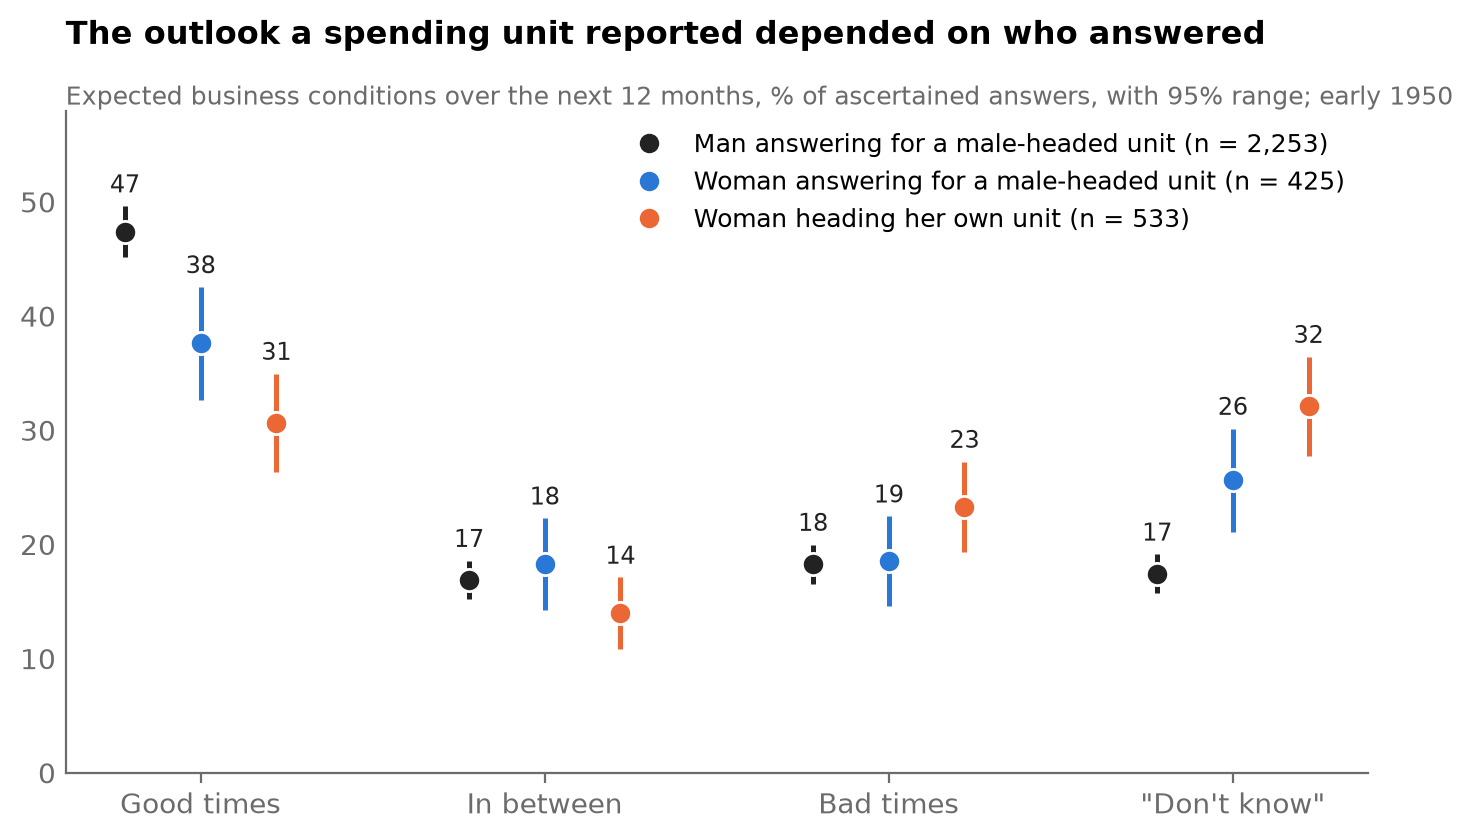 The outlook a spending unit reported depended on who answered
Expected business conditions over the next 12 months, % of ascertained answers, with 95% range; early 1950
Man answering for a male-headed unit (n = 2,253)
Woman answering for a male-headed unit (n = 425)
Woman heading her own unit (n = 533)
50
40
30
20
10
0
47
38
31
17
18
14
18
19
23
17
26
32
Good times
In between
Bad times
"Don't know"